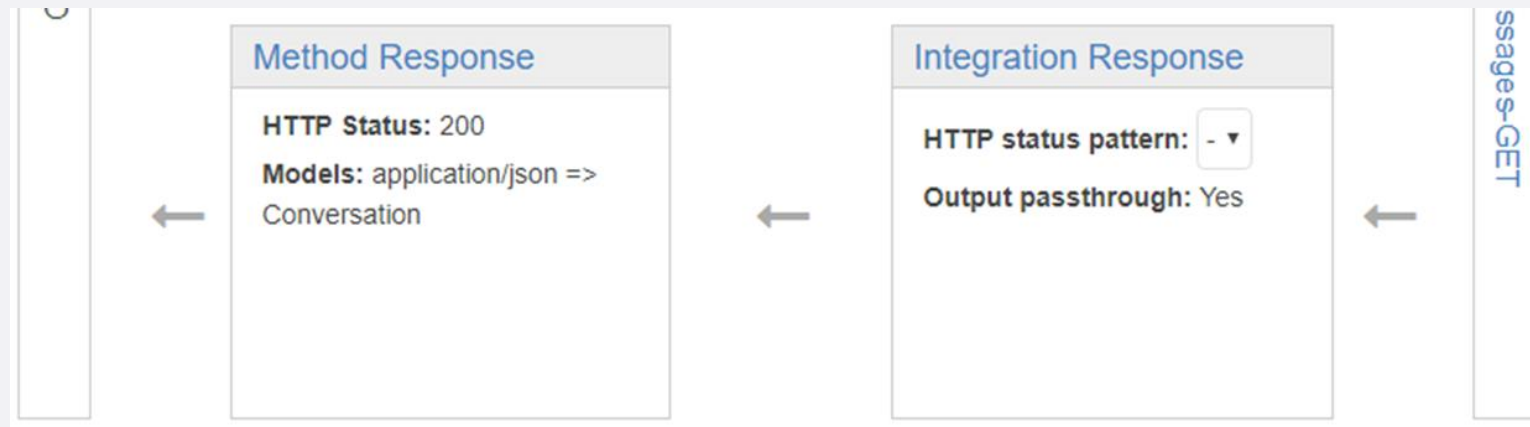 Method Response
HTTP Status: 200
Models: application/json =>
Conversation
Integration Response
HTTP status pattern: - ▼
Output passthrough: Yes
ssages-GET